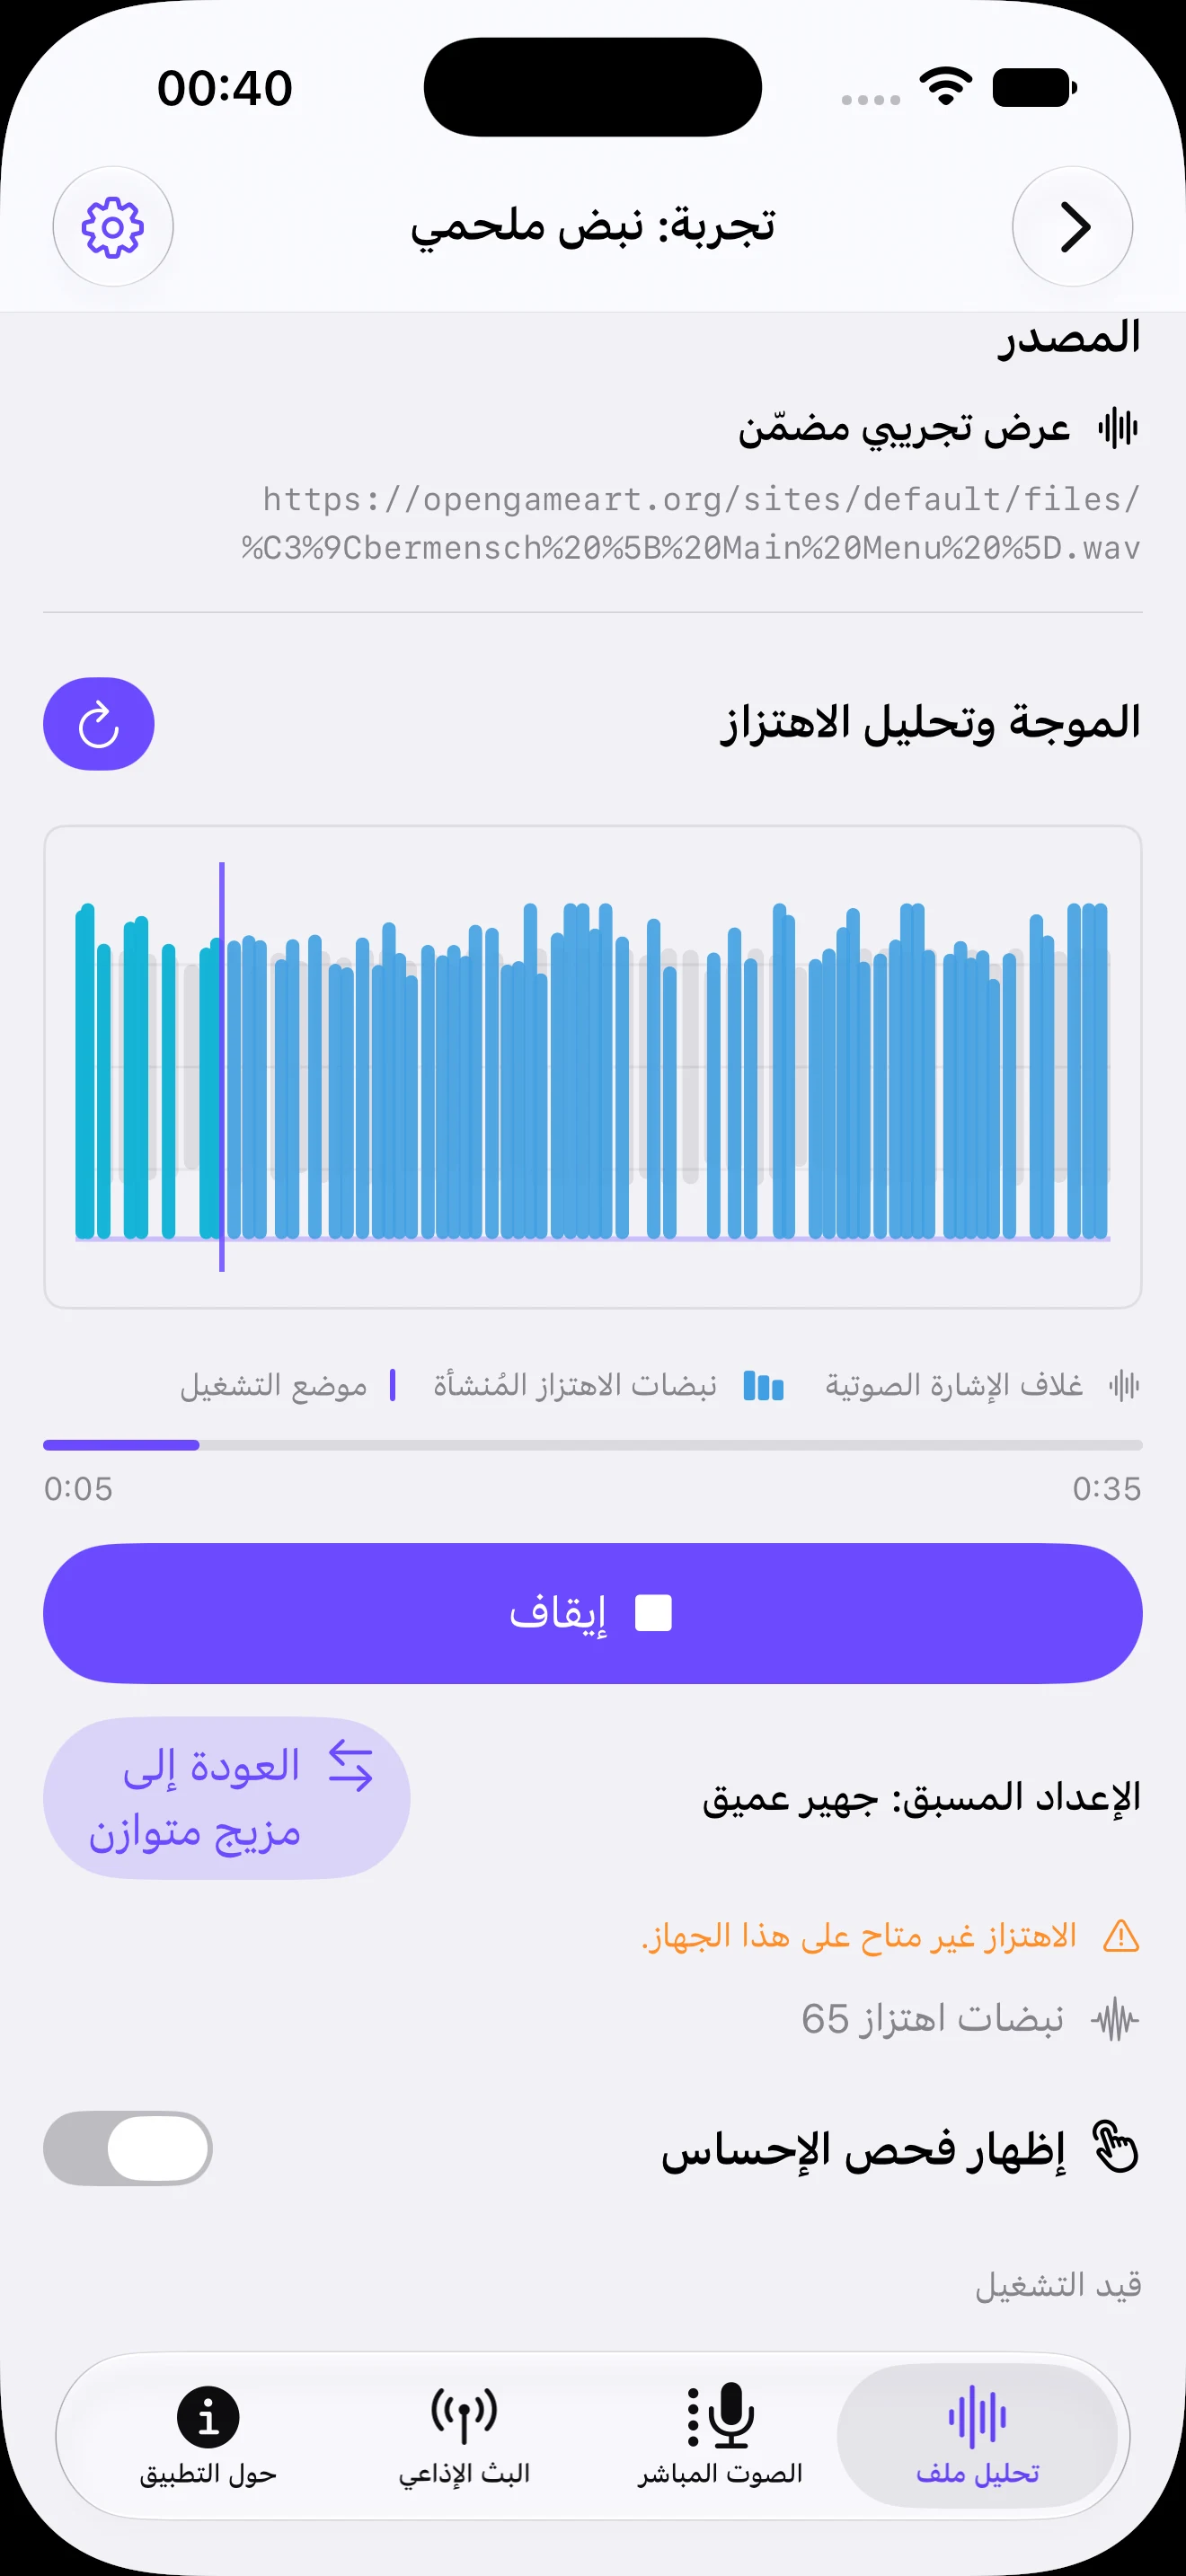 00:40
تجربة: نبض ملحمي
المصدر
عرض تجريبي مضمّن
https://opengameart.org/sites/default/files/
%C3%9Cbermensch%20%5B%20Main%20Menu%20%5D.wav
الموجة وتحليل الاهتزاز
غلاف الإشارة الصوتية
نبضات الاهتزاز المُنشأة
موضع التشغيل
0:05
0:35
إيقاف
الإعداد المسبق: جهير عميق
العودة إلى
مزيج متوازن
الاهتزاز غير متاح على هذا الجهاز.
نبضات اهتزاز 65
إظهار فحص الإحساس
قيد التشغيل
تحليل ملف
الصوت المباشر
البث الإذاعي
حول التطبيق